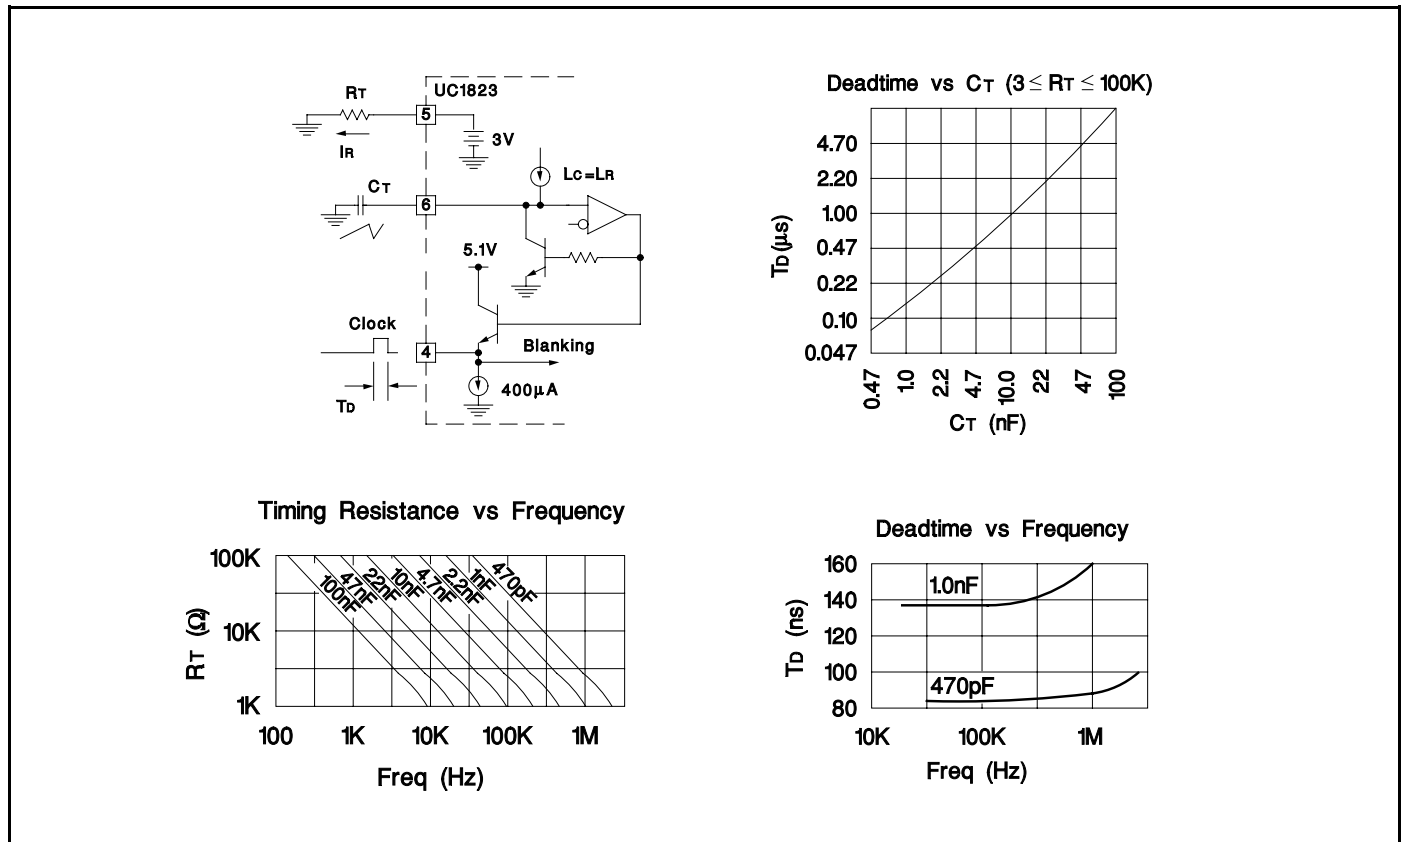 UC1823
RT
5
3V
IR
LC=LR
CT
6
5.1V
Clock
4
Blanking
400µA
TD
Deadtime vs CT (3 ≤ RT ≤ 100K)
TD (µs)
4.70
2.20
1.00
0.47
0.22
0.10
0.047
0.47 1.0 2.2 4.7 10.0 22 47 100
CT (nF)
Timing Resistance vs Frequency
RT (Ω)
100K
10K
1K
100nF 47nF 22nF 10nF 4.7nF 2.2nF 1nF 470pF
100 1K 10K 100K 1M
Freq (Hz)
Deadtime vs Frequency
TD (ns)
160
140
120
100
80
1.0nF
470pF
10K 100K 1M
Freq (Hz)